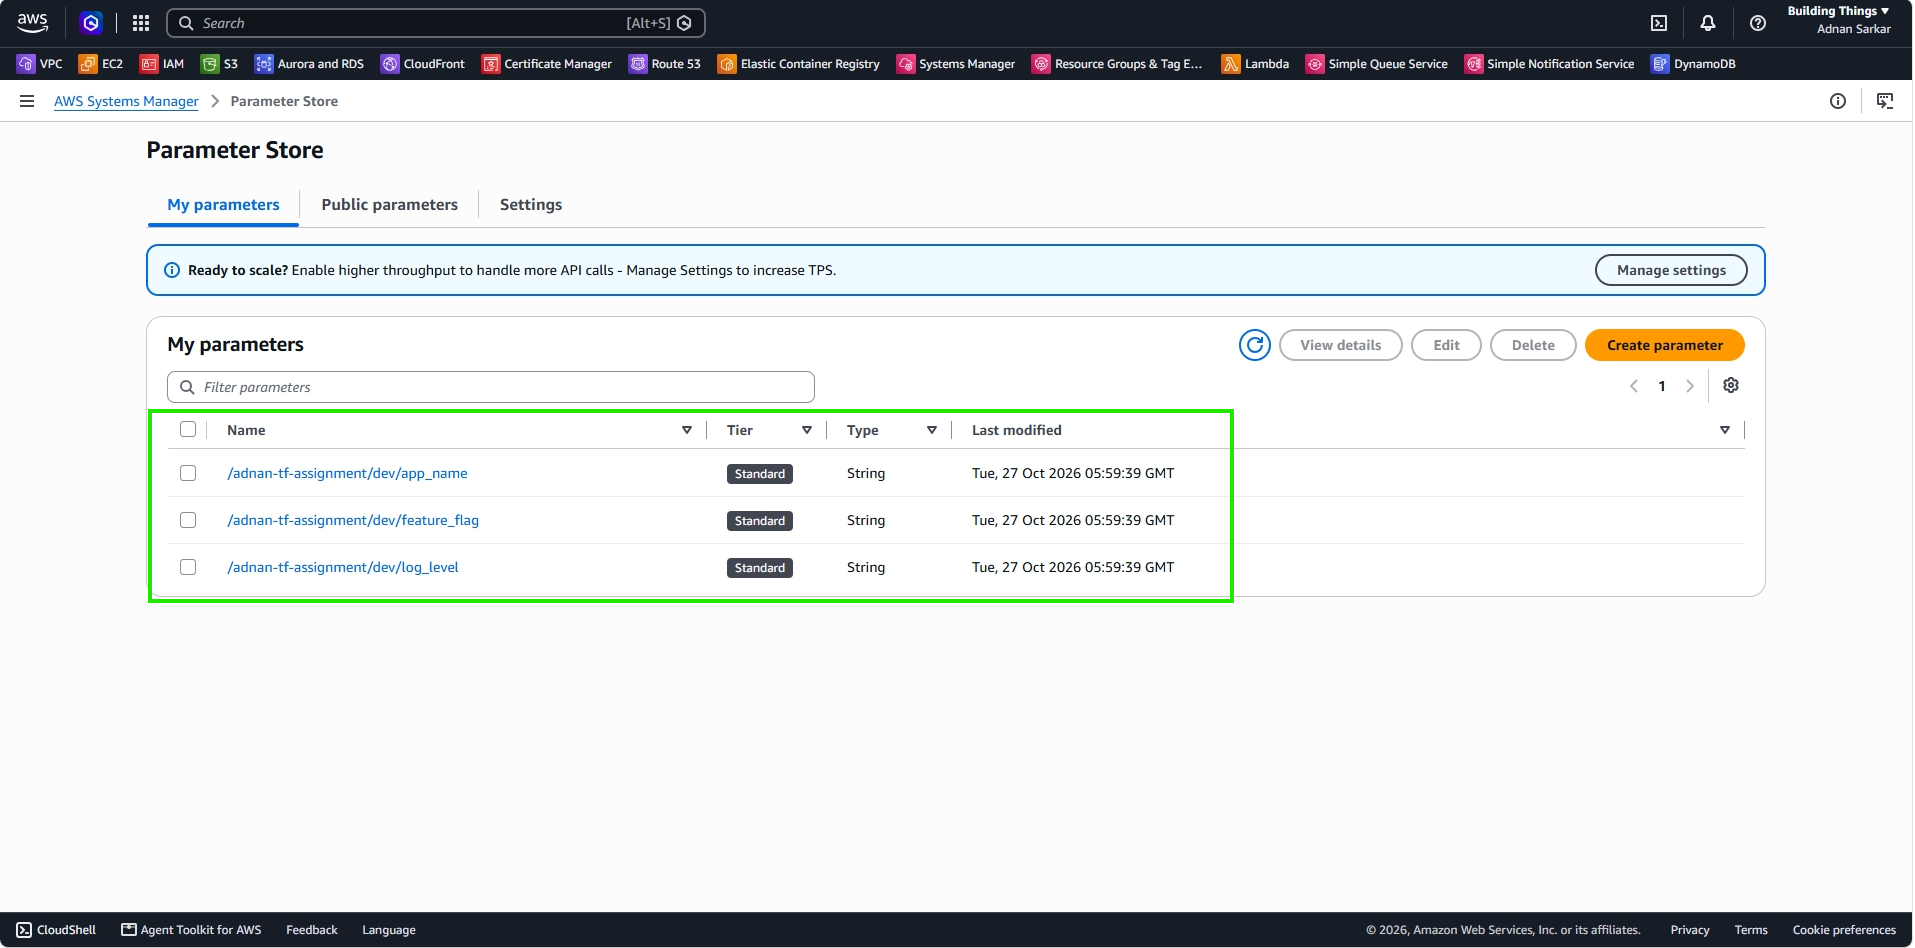 aws
Search [Alt+S]
Building Things
Adnan Sarkar
VPC EC2 IAM S3 Aurora and RDS CloudFront Certificate Manager Route 53 Elastic Container Registry Systems Manager Resource Groups & Tag E... Lambda Simple Queue Service Simple Notification Service DynamoDB
AWS Systems Manager > Parameter Store
Parameter Store
My parameters Public parameters Settings
Ready to scale? Enable higher throughput to handle more API calls - Manage Settings to increase TPS. Manage settings
My parameters View details Edit Delete Create parameter
Filter parameters 1
Name Tier Type Last modified
/adnan-tf-assignment/dev/app_name Standard String Tue, 27 Oct 2026 05:59:39 GMT
/adnan-tf-assignment/dev/feature_flag Standard String Tue, 27 Oct 2026 05:59:39 GMT
/adnan-tf-assignment/dev/log_level Standard String Tue, 27 Oct 2026 05:59:39 GMT
CloudShell Agent Toolkit for AWS Feedback Language © 2026, Amazon Web Services, Inc. or its affiliates. Privacy Terms Cookie preferences